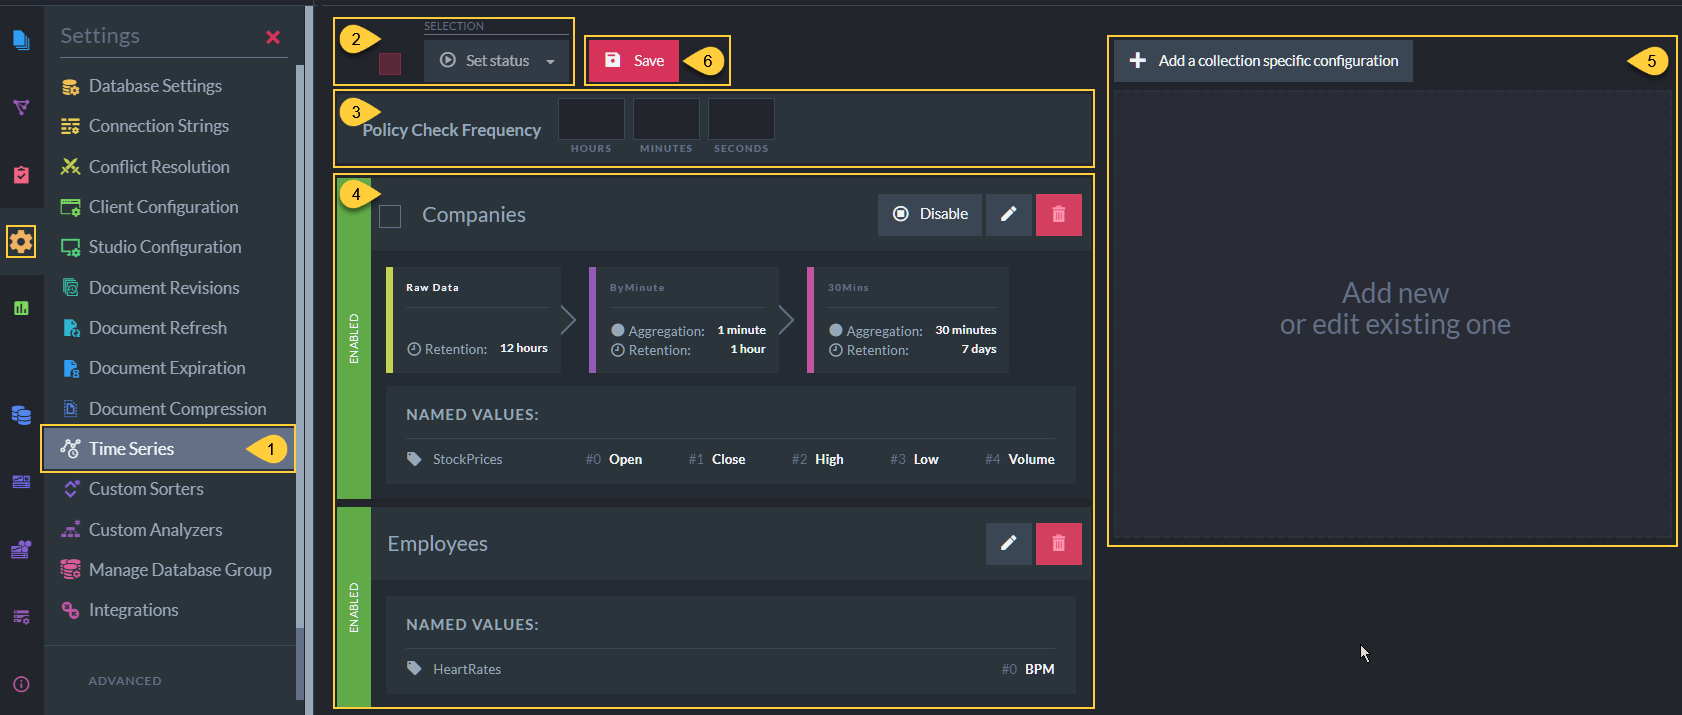 Settings
Database Settings
Connection Strings
Conflict Resolution
Client Configuration
Studio Configuration
Document Revisions
Document Refresh
Document Expiration
Document Compression
Time Series
1
Custom Sorters
Custom Analyzers
Manage Database Group
Integrations
ADVANCED
2
SELECTION
Set status
Save
6
3
Policy Check Frequency
HOURS MINUTES SECONDS
4
ENABLED
Companies
Disable
Raw Data
Retention: 12 hours
ByMinute
Aggregation: 1 minute
Retention: 1 hour
30Mins
Aggregation: 30 minutes
Retention: 7 days
NAMED VALUES:
StockPrices #0 Open #1 Close #2 High #3 Low #4 Volume
ENABLED
Employees
NAMED VALUES:
HeartRates #0 BPM
Add a collection specific configuration
5
Add new
or edit existing one